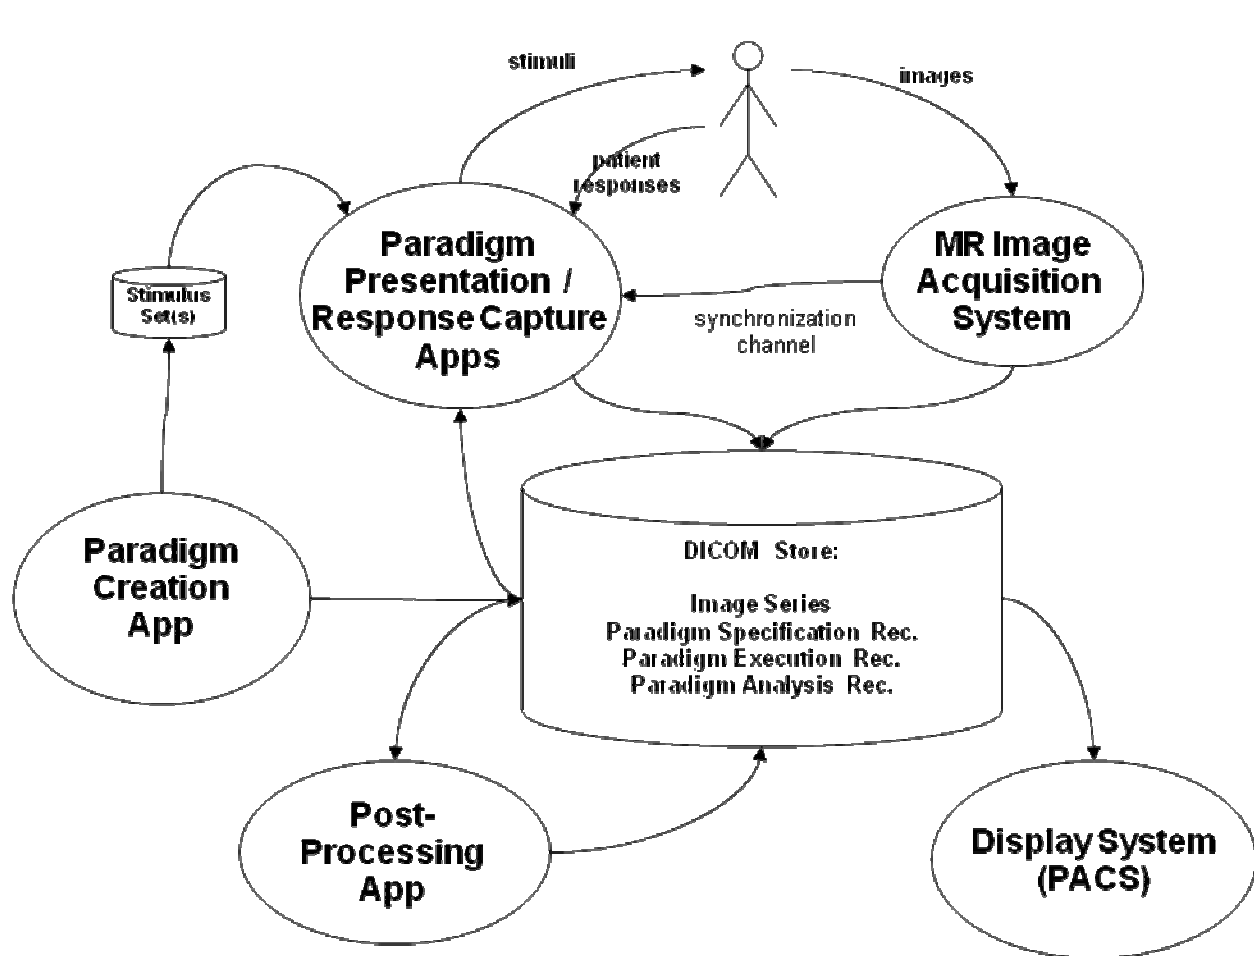 stimuli
images
patient
responses
Paradigm
Presentation /
Response Capture
Apps
MR Image
Acquisition
System
Stimulus
Set(s)
synchronization
channel
Paradigm
Creation
App
DICOM Store:
Image Series
Paradigm Specification Rec.
Paradigm Execution Rec.
Paradigm Analysis Rec.
Post-
Processing
App
Display System
(PACS)